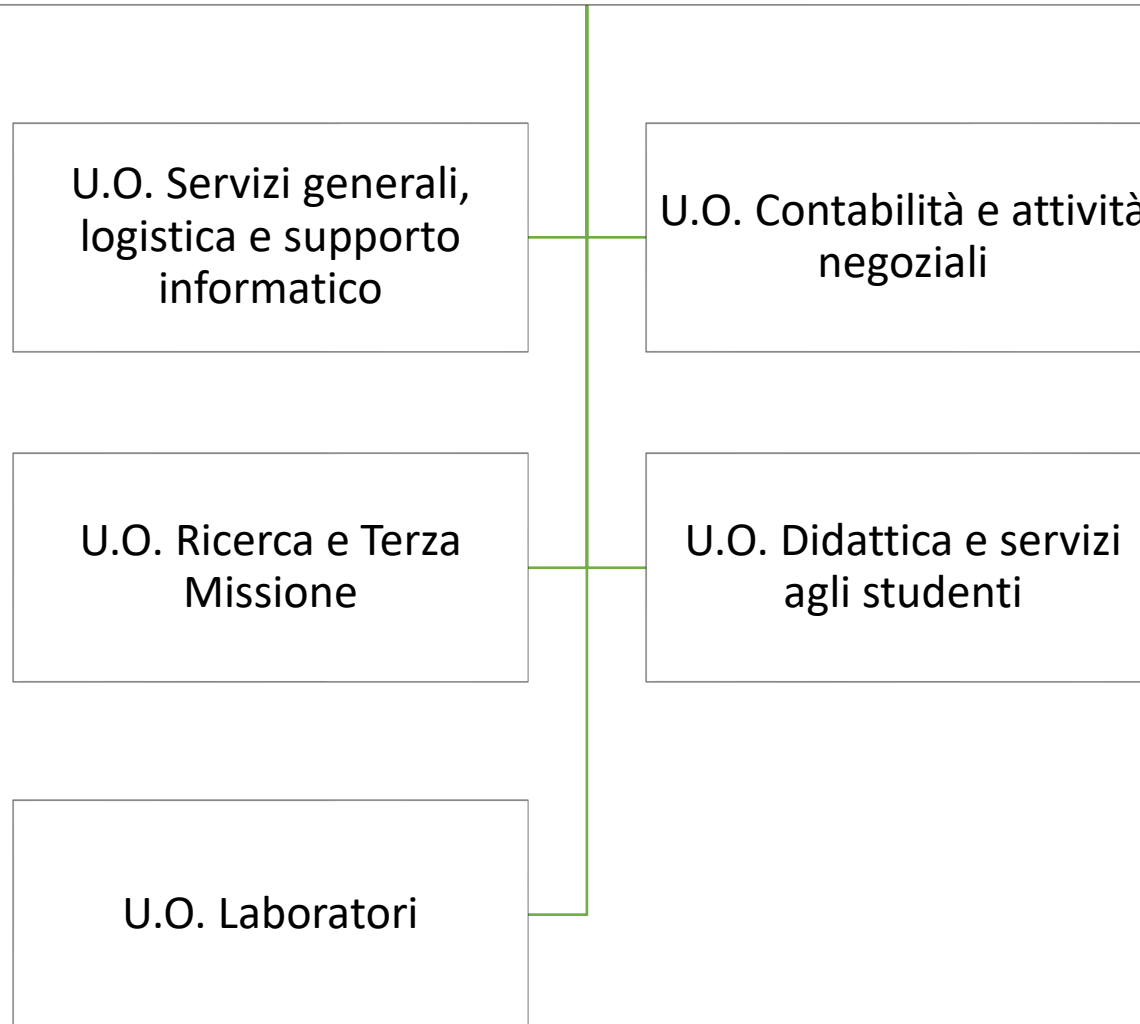 U.O. Servizi generali,
logistica e supporto
informatico
U.O. Contabilità e attività
negoziali
U.O. Ricerca e Terza
Missione
U.O. Didattica e servizi
agli studenti
U.O. Laboratori